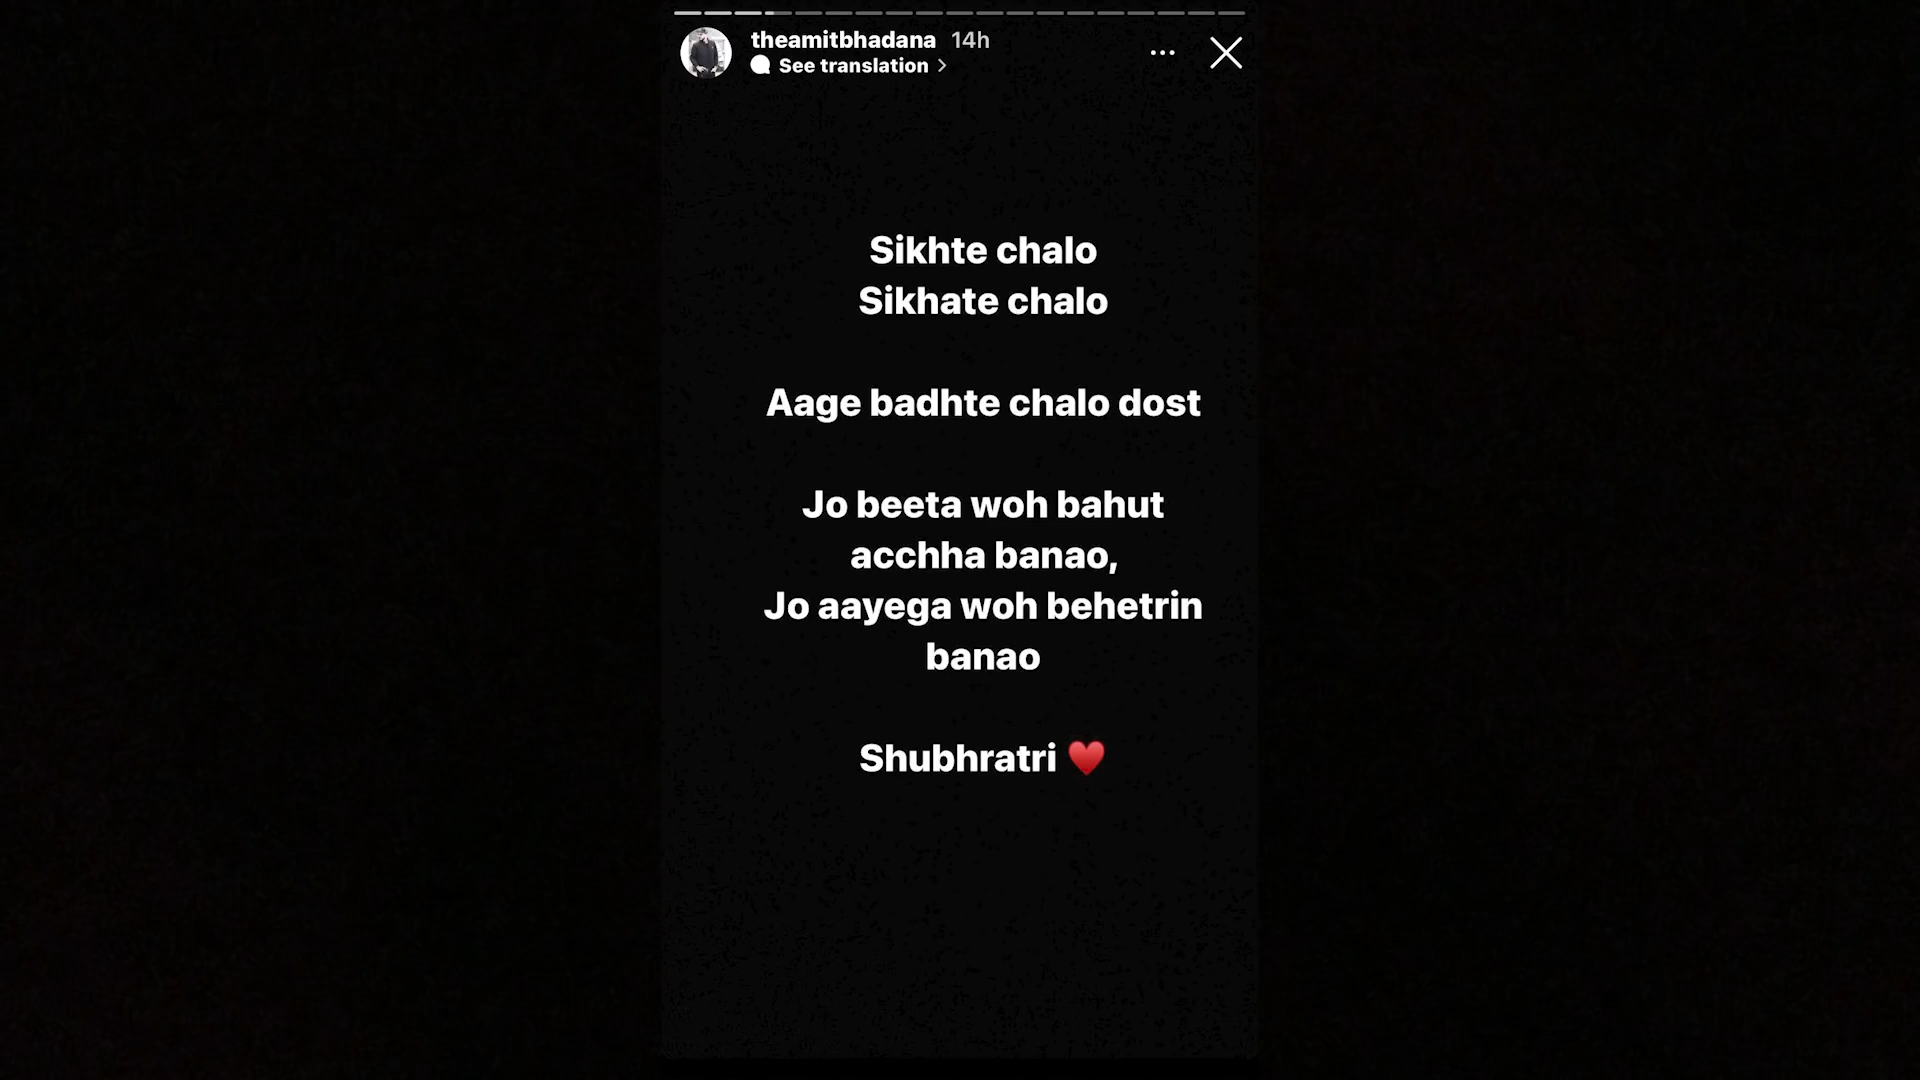 theamitbhadana 14h
See translation >
Sikhte chalo
Sikhate chalo
Aage badhte chalo dost
Jo beeta woh bahut
acchha banao,
Jo aayega woh behetrin
banao
Shubhratri ♥️